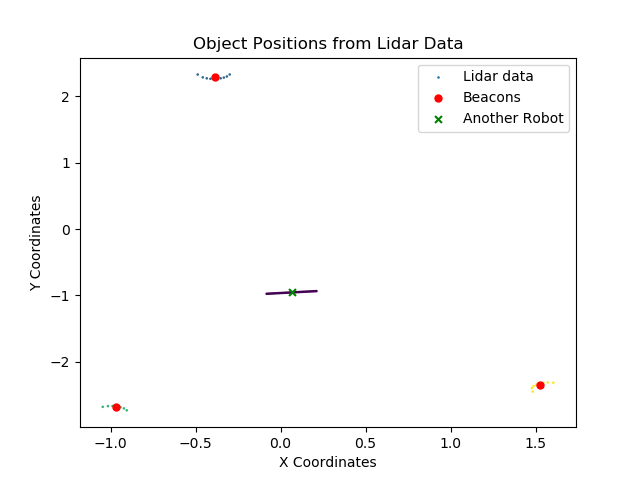 Object Positions from Lidar Data
Lidar data
Beacons
Another Robot
Y Coordinates
2
1
0
−1
−2
−1.0
−0.5
0.0
0.5
1.0
1.5
X Coordinates